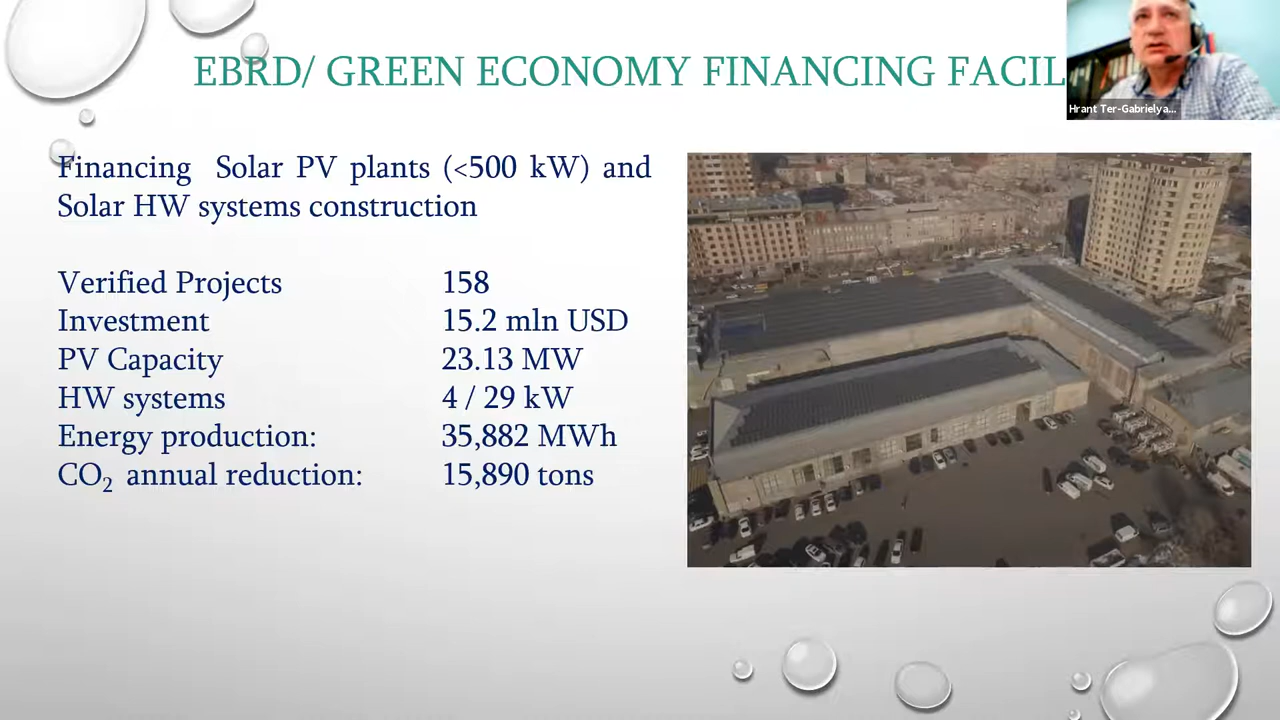 EBRD/ GREEN ECONOMY FINANCING FACIL
Hrant Ter-Gabrielya...
Financing Solar PV plants (<500 kW) and
Solar HW systems construction
Verified Projects 158
Investment 15.2 mln USD
PV Capacity 23.13 MW
HW systems 4 / 29 kW
Energy production: 35,882 MWh
CO₂ annual reduction: 15,890 tons